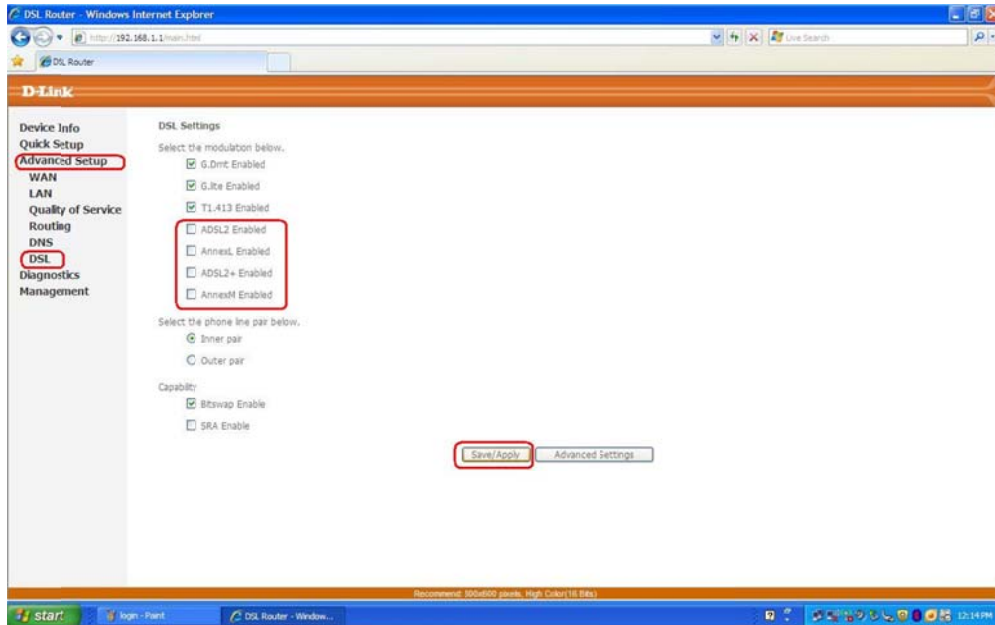 DSL Router - Windows Internet Explorer
http://192.168.1.1/main.html
Live Search
DSL Router
D-Link
Device Info
Quick Setup
Advanced Setup
WAN
LAN
Quality of Service
Routing
DNS
DSL
Diagnostics
Management
DSL Settings
Select the modulation below.
G.Dmt Enabled
G.lite Enabled
T1.413 Enabled
ADSL2 Enabled
AnnexL Enabled
ADSL2+ Enabled
AnnexM Enabled
Select the phone line pair below.
Inner pair
Outer pair
Capability
Bitswap Enable
SRA Enable
Save/Apply
Advanced Settings
Recommend: 800x600 pixels, High Color(16 Bits)
start
login - Paint
DSL Router - Window...
12:14 PM